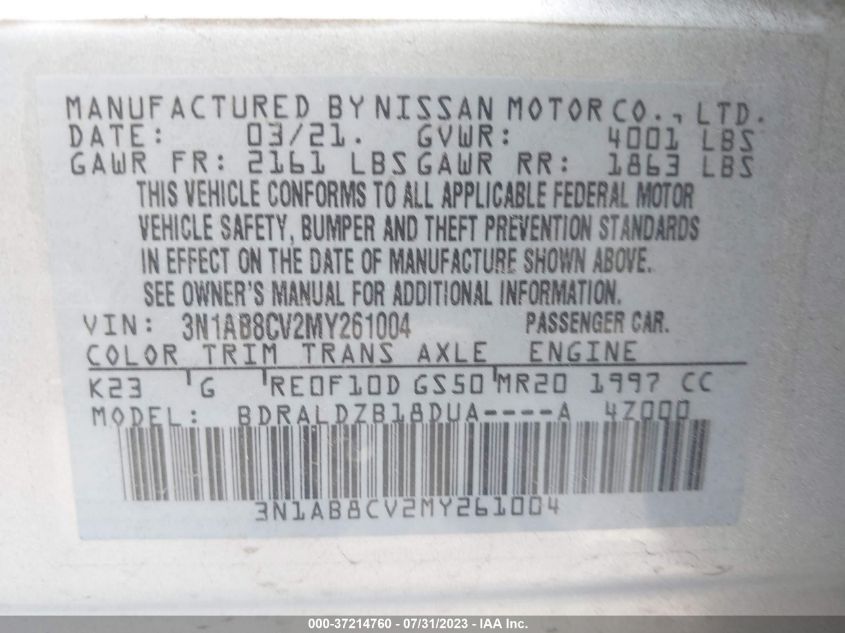 MANUFACTURED BY NISSAN MOTOR CO., LTD.
DATE: 03/21. GVWR: 4001 LBS
GAWR FR: 2161 LBS GAWR RR: 1863 LBS
THIS VEHICLE CONFORMS TO ALL APPLICABLE FEDERAL MOTOR
VEHICLE SAFETY, BUMPER AND THEFT PREVENTION STANDARDS
IN EFFECT ON THE DATE OF MANUFACTURE SHOWN ABOVE.
SEE OWNER'S MANUAL FOR ADDITIONAL INFORMATION.
VIN: 3N1AB8CV2MY261004 PASSENGER CAR.
COLOR TRIM TRANS AXLE ENGINE
K23 G RE0F10D GS50 MR20 1997 CC
MODEL: BDRALDZB18DUA----A 4Z000
3N1AB8CV2MY261004
000-37214760 - 07/31/2023 - IAA Inc.